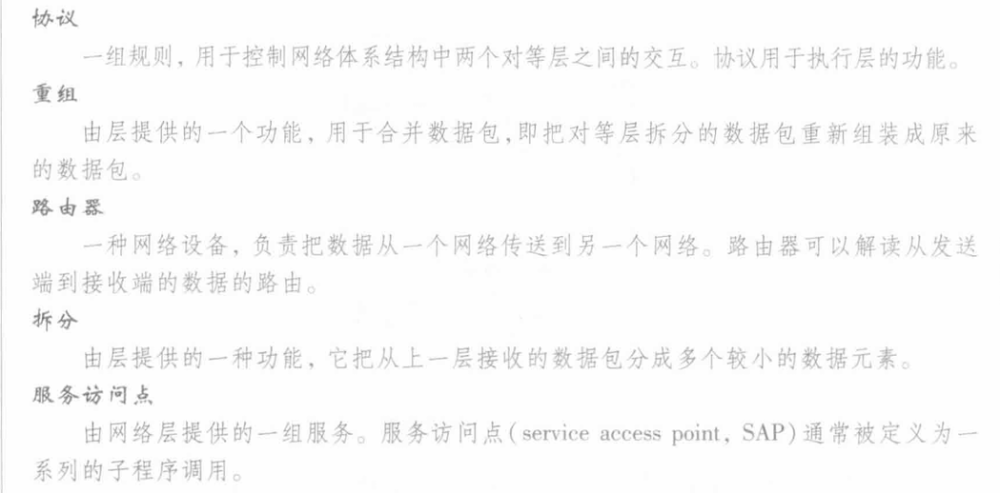 协议
一组规则，用于控制网络体系结构中两个对等层之间的交互。协议用于执行层的功能。
重组
由层提供的一个功能，用于合并数据包，即把对等层拆分的数据包重新组装成原来
的数据包。
路由器
一种网络设备，负责把数据从一个网络传送到另一个网络。路由器可以解读从发送
端到接收端的数据的路由。
拆分
由层提供的一种功能，它把从上一层接收的数据包分成多个较小的数据元素。
服务访问点
由网络层提供的一组服务。服务访问点(service access point, SAP)通常被定义为一
系列的子程序调用。